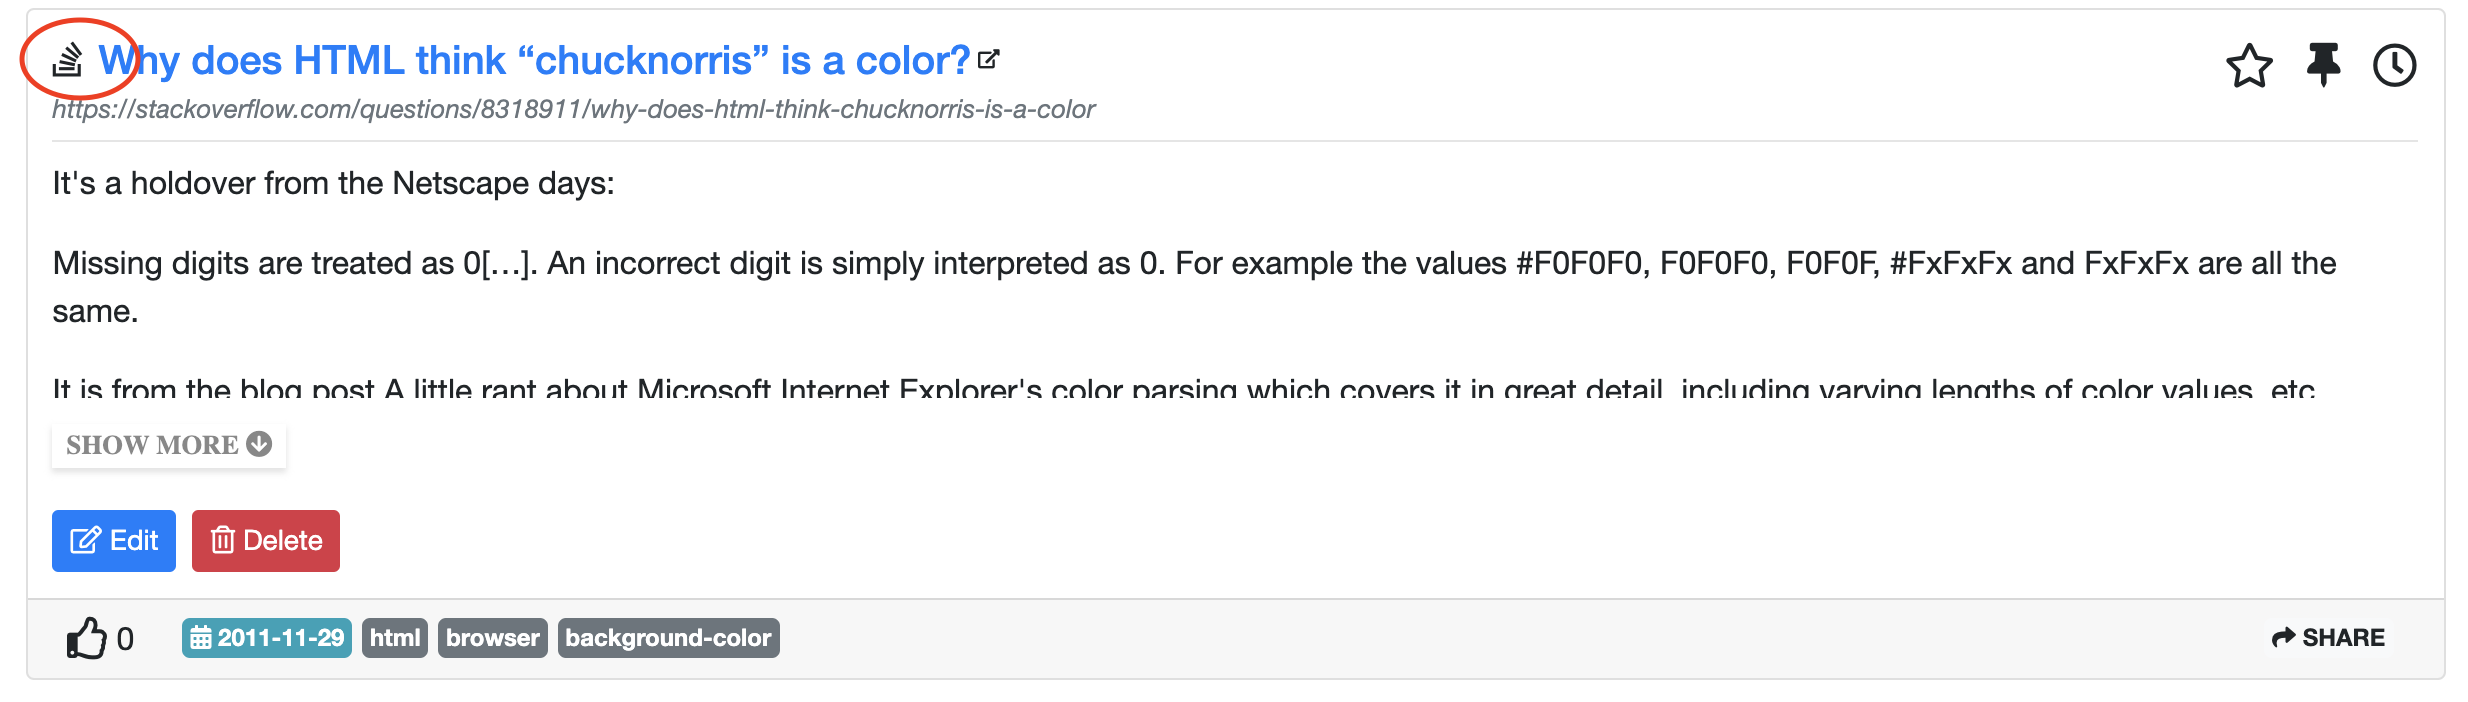 Why does HTML think “chucknorris” is a color?
https://stackoverflow.com/questions/8318911/why-does-html-think-chucknorris-is-a-color
It's a holdover from the Netscape days:
Missing digits are treated as 0[...]. An incorrect digit is simply interpreted as 0. For example the values #F0F0F0, F0F0F0, F0F0F, #FxFxFx and FxFxFx are all the
same.
It is from the blog post A little rant about Microsoft Internet Explorer's color parsing which covers it in great detail, including varying lengths of color values, etc
SHOW MORE
Edit Delete
0 2011-11-29 html browser background-color SHARE